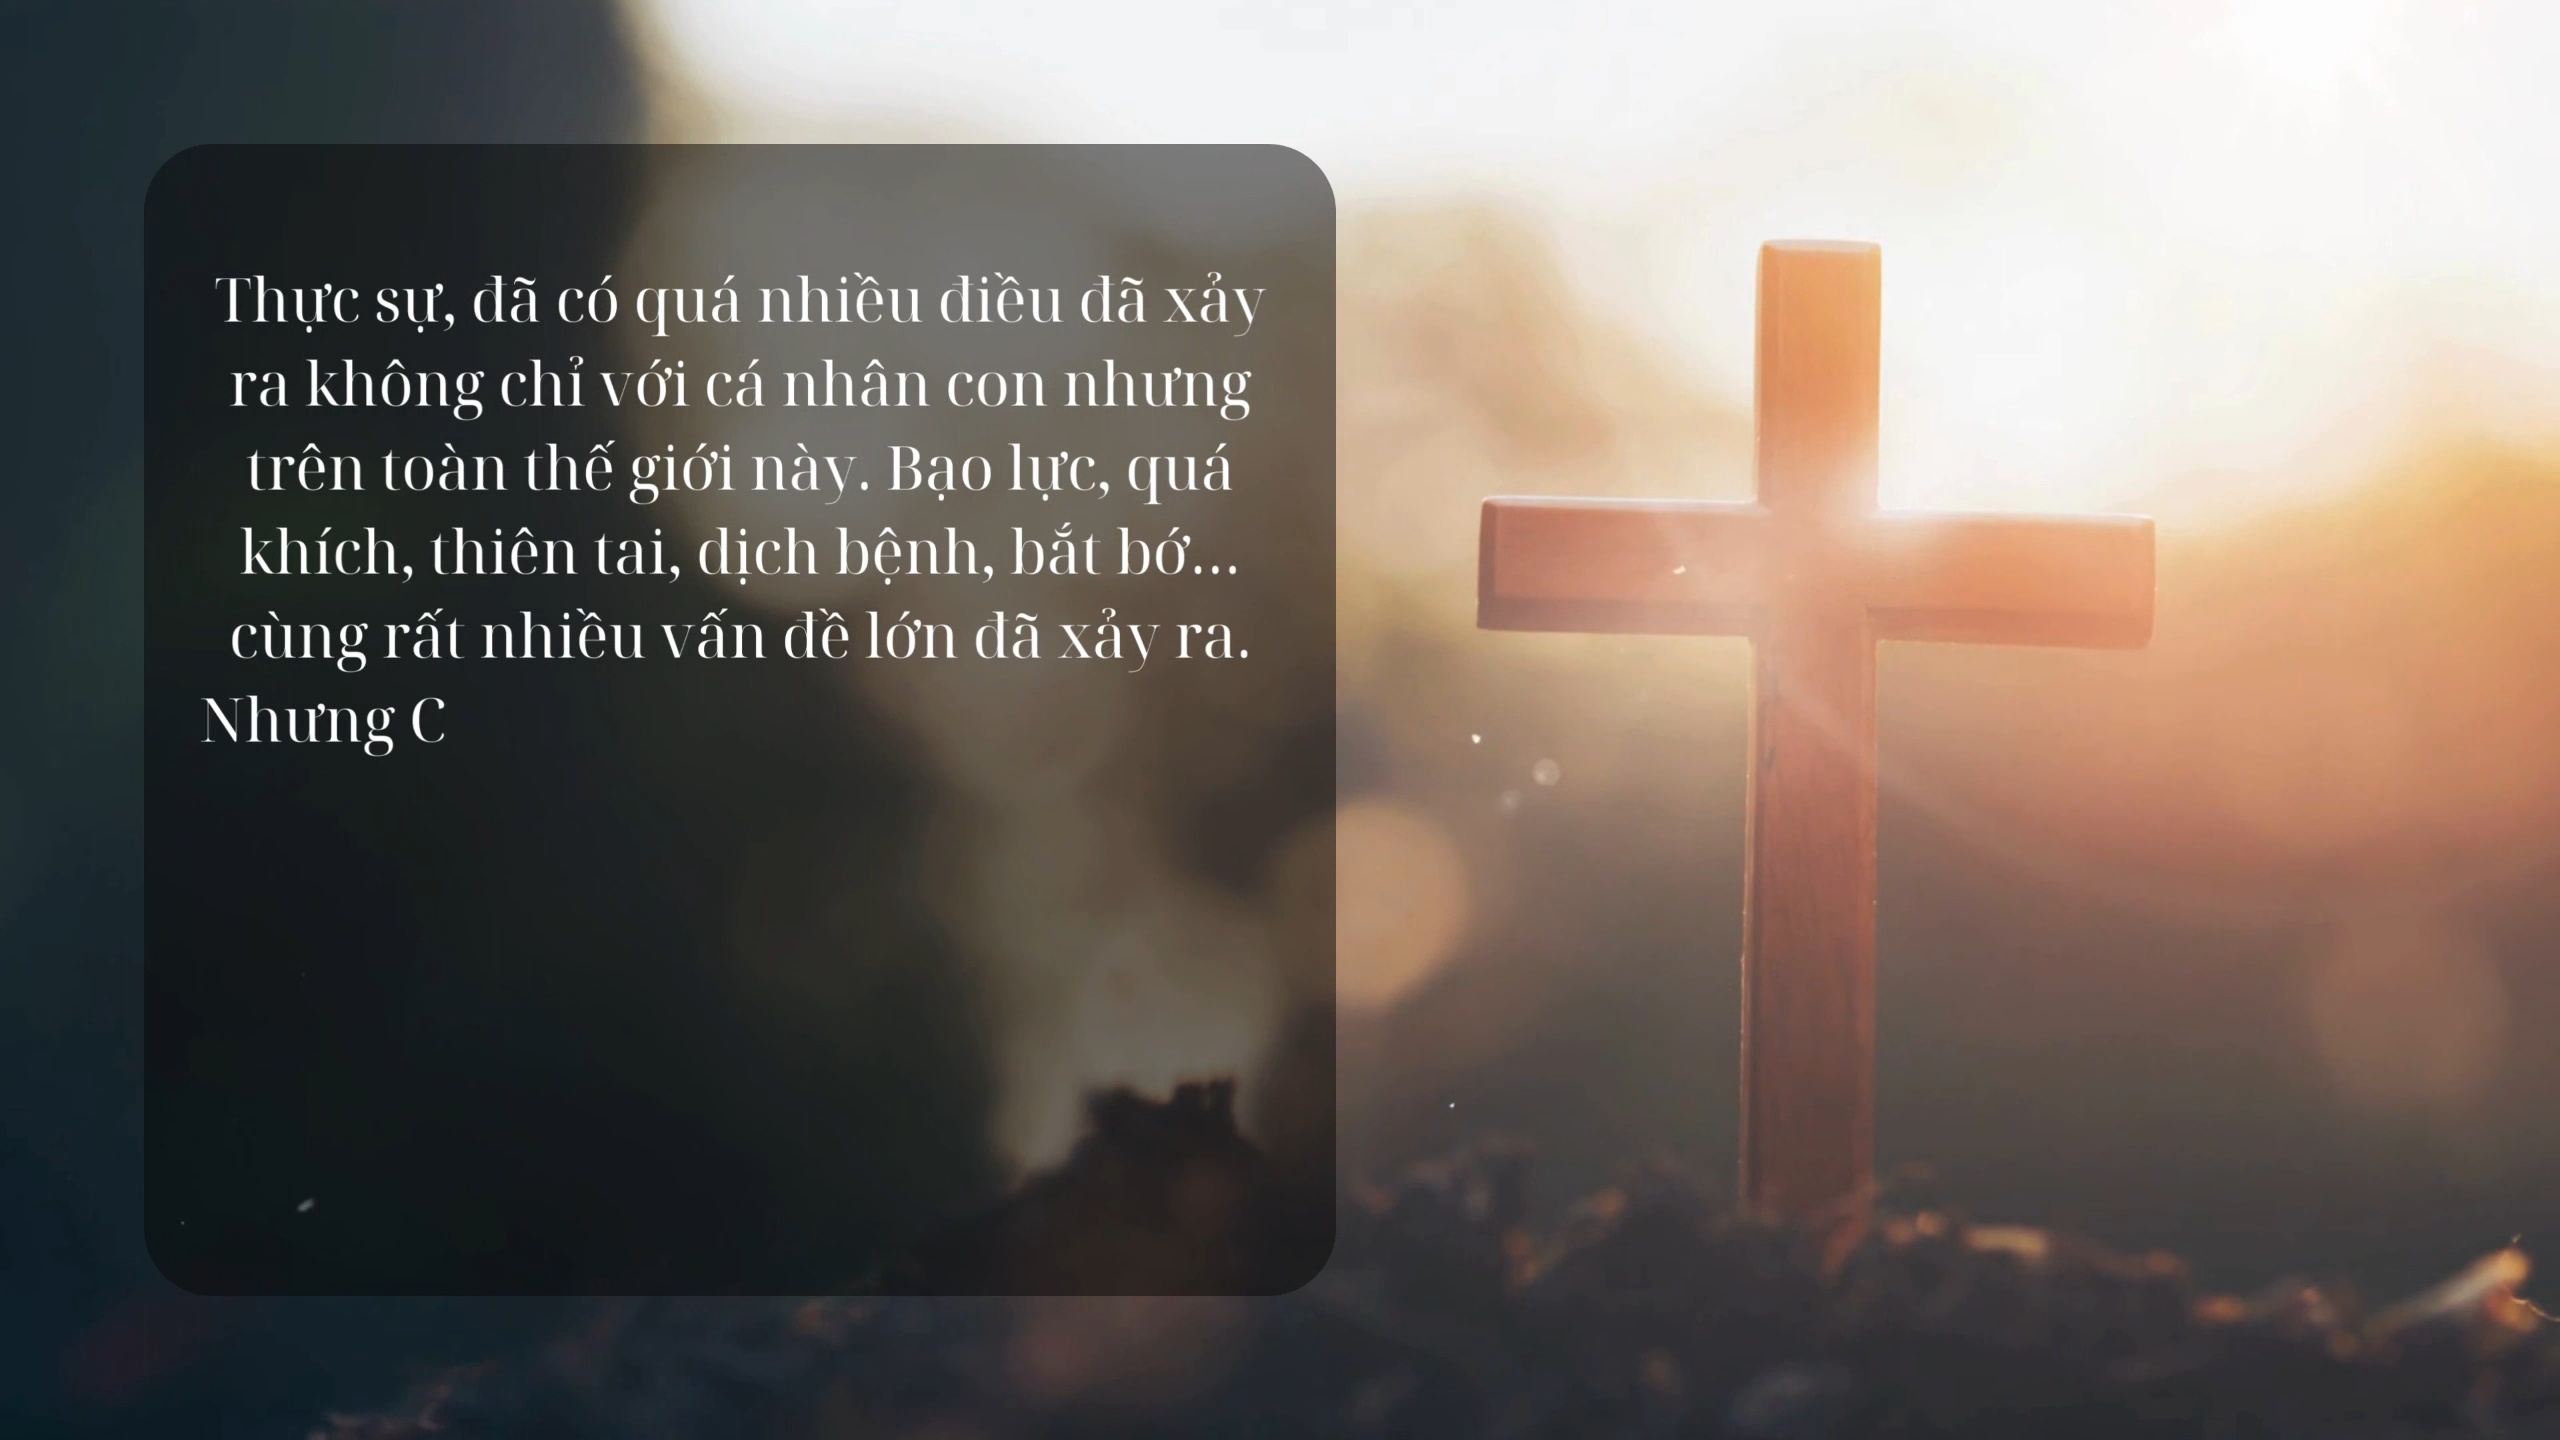 Thực sự, đã có quá nhiều điều đã xảy
ra không chỉ với cá nhân con nhưng
trên toàn thế giới này. Bạo lực, quá
khích, thiên tai, dịch bệnh, bắt bớ...
cùng rất nhiều vấn đề lớn đã xảy ra.
Nhưng C